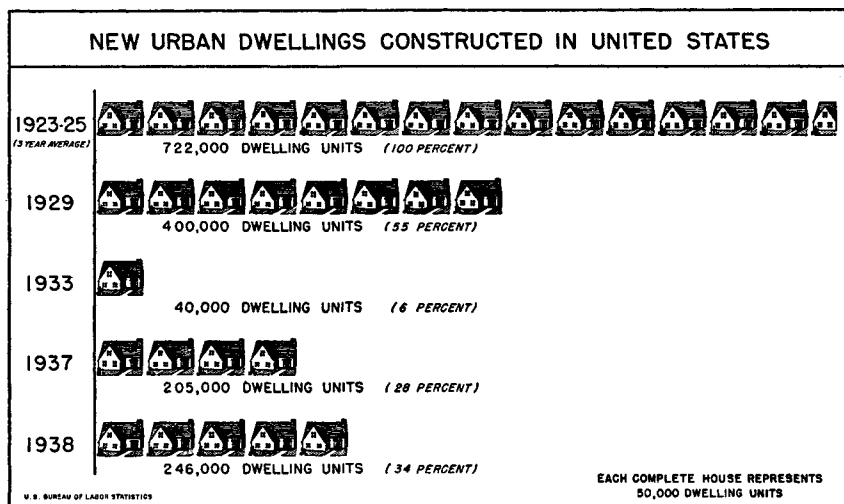 NEW URBAN DWELLINGS CONSTRUCTED IN UNITED STATES
1923-25
(3 YEAR AVERAGE)
722,000 DWELLING UNITS (100 PERCENT)
1929
400,000 DWELLING UNITS (55 PERCENT)
1933
40,000 DWELLING UNITS (6 PERCENT)
1937
205,000 DWELLING UNITS (28 PERCENT)
1938
246,000 DWELLING UNITS (34 PERCENT)
U.S. BUREAU OF LABOR STATISTICS
EACH COMPLETE HOUSE REPRESENTS
50,000 DWELLING UNITS